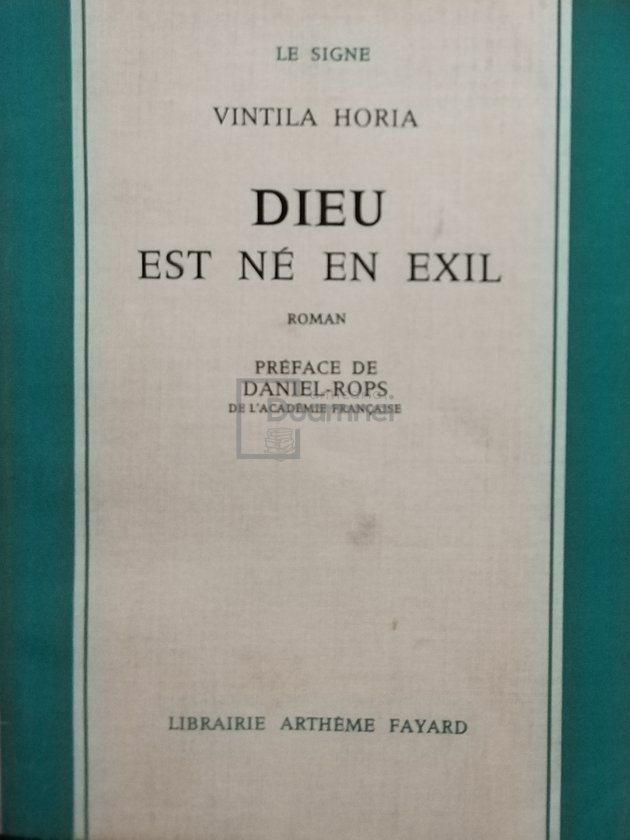 LE SIGNE
VINTILA HORIA
DIEU
EST NÉ EN EXIL
ROMAN
PRÉFACE DE
DANIEL-ROPS
DE L'ACADÉMIE FRANÇAISE
LIBRAIRIE ARTHÈME FAYARD